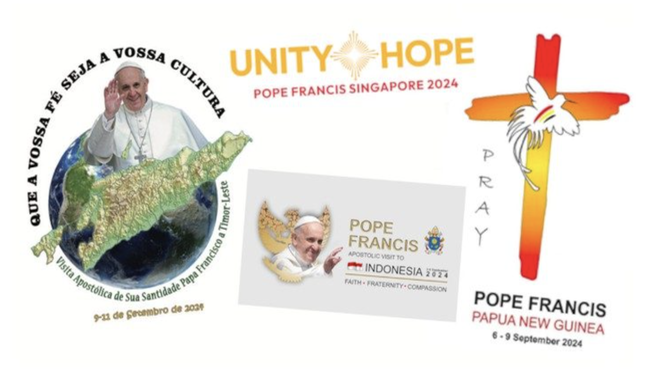 QUE A VOSSA FÉ SEJA A VOSSA CULTURA
Visita Apostólica de Sua Santidade Papa Francisco a Timor-Leste
9-11 de Setembro de 2024
UNITY HOPE
POPE FRANCIS SINGAPORE 2024
POPE
FRANCIS
APOSTOLIC VISIT TO
INDONESIA 2024
FAITH • FRATERNITY • COMPASSION
PRAY
POPE FRANCIS
PAPUA NEW GUINEA
6 - 9 September 2024